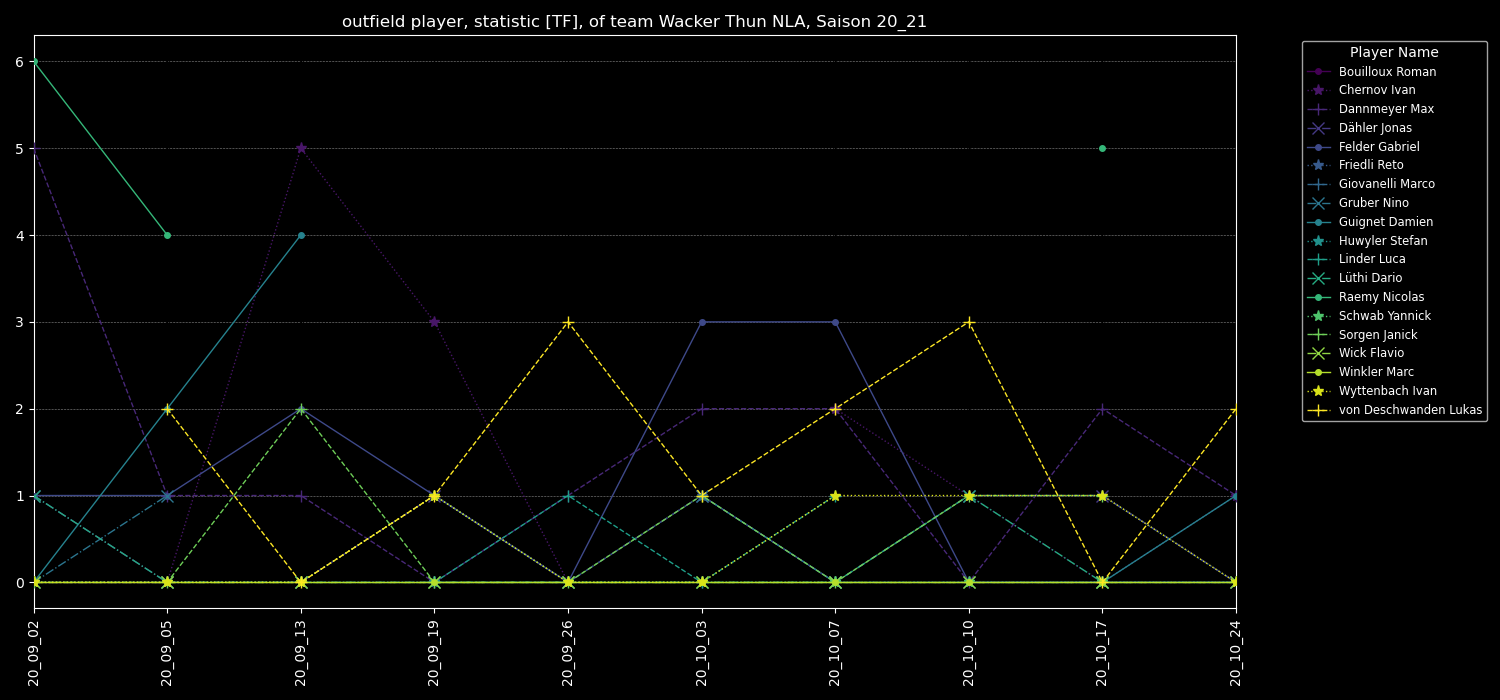 outfield player, statistic [TF], of team Wacker Thun NLA, Saison 20_21
6
5
4
3
2
1
0
20_09_02
20_09_05
20_09_13
20_09_19
20_09_26
20_10_03
20_10_07
20_10_10
20_10_17
20_10_24
Player Name
Bouilloux Roman
Chernov Ivan
Dannmeyer Max
Dähler Jonas
Felder Gabriel
Friedli Reto
Giovanelli Marco
Gruber Nino
Guignet Damien
Huwyler Stefan
Linder Luca
Lüthi Dario
Raemy Nicolas
Schwab Yannick
Sorgen Janick
Wick Flavio
Winkler Marc
Wyttenbach Ivan
von Deschwanden Lukas